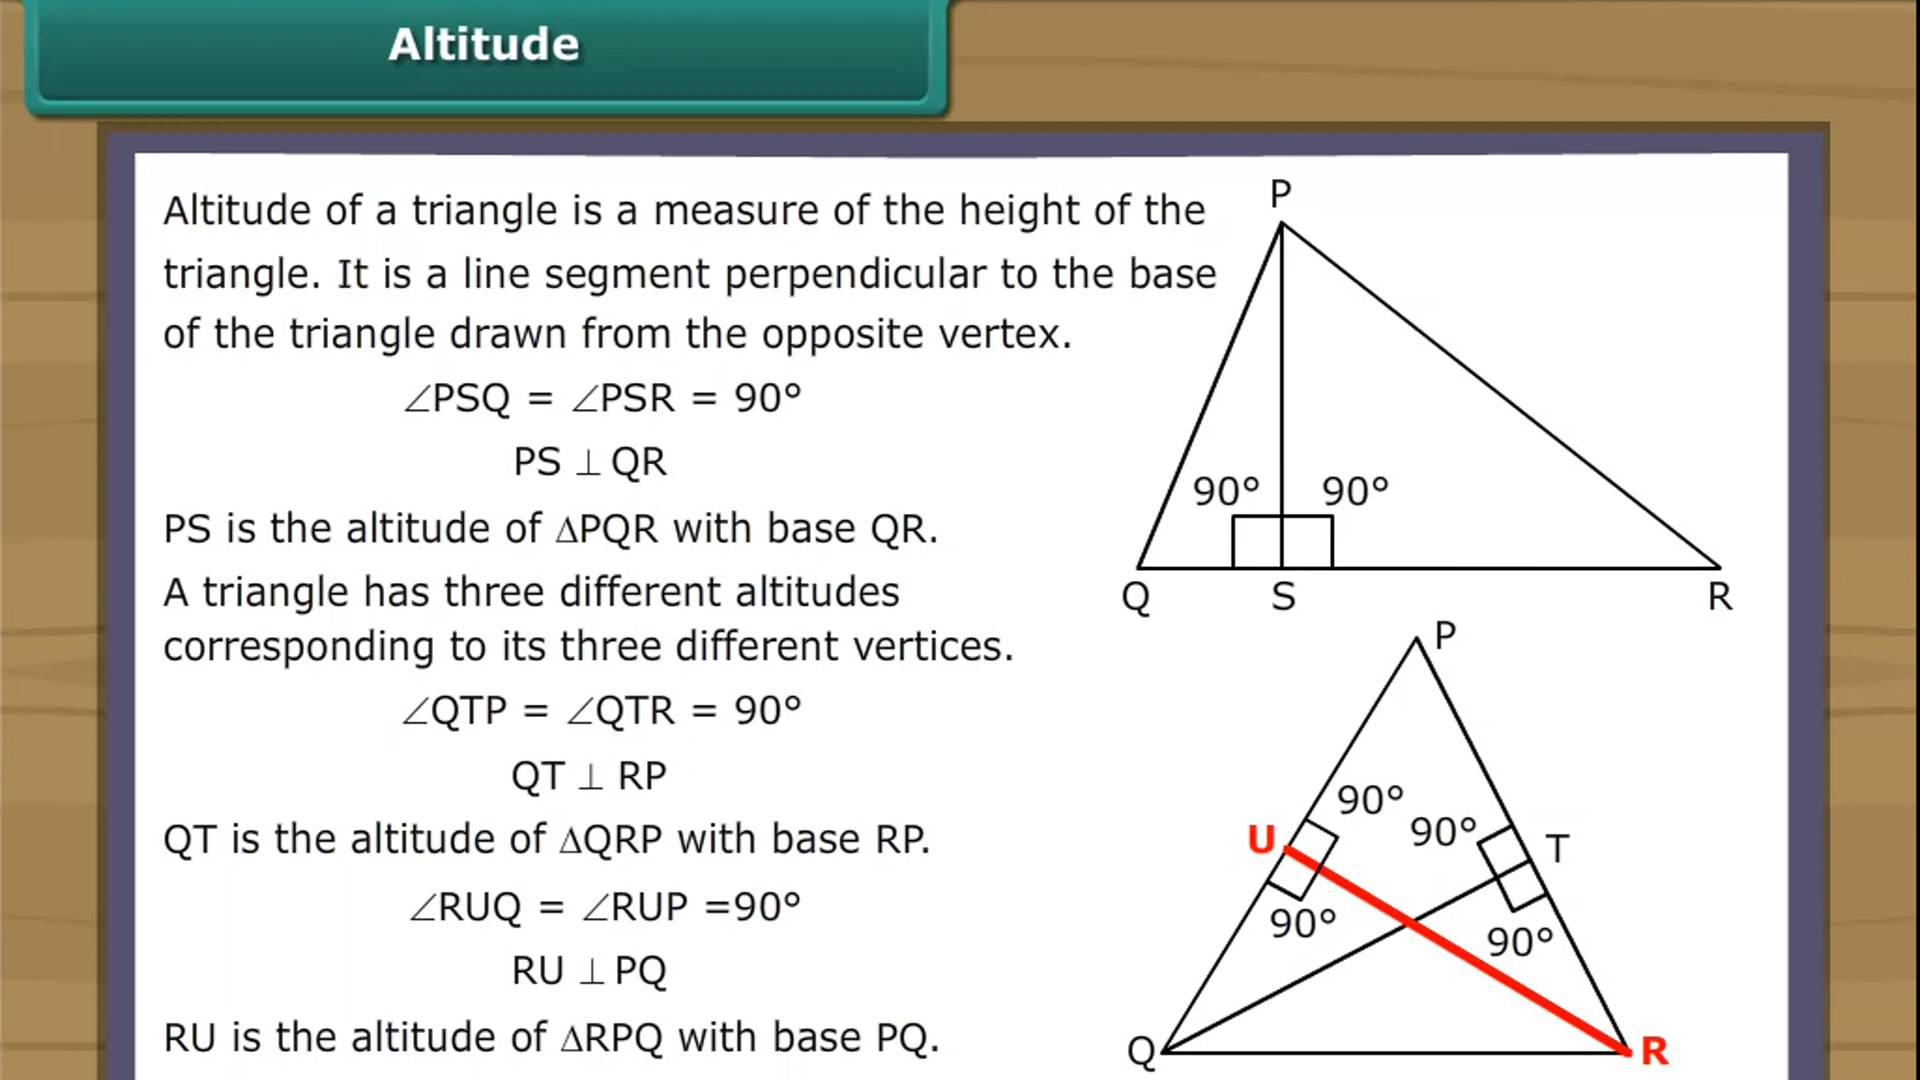 Altitude
Altitude of a triangle is a measure of the height of the
triangle. It is a line segment perpendicular to the base
of the triangle drawn from the opposite vertex.
∠PSQ = ∠PSR = 90°
PS ⊥ QR
PS is the altitude of ∆PQR with base QR.
A triangle has three different altitudes
corresponding to its three different vertices.
∠QTP = ∠QTR = 90°
QT ⊥ RP
QT is the altitude of ∆QRP with base RP.
∠RUQ = ∠RUP =90°
RU ⊥ PQ
RU is the altitude of ∆RPQ with base PQ.
P
90° 90°
Q S R
P
90°
90°
U T
90°
90°
Q R